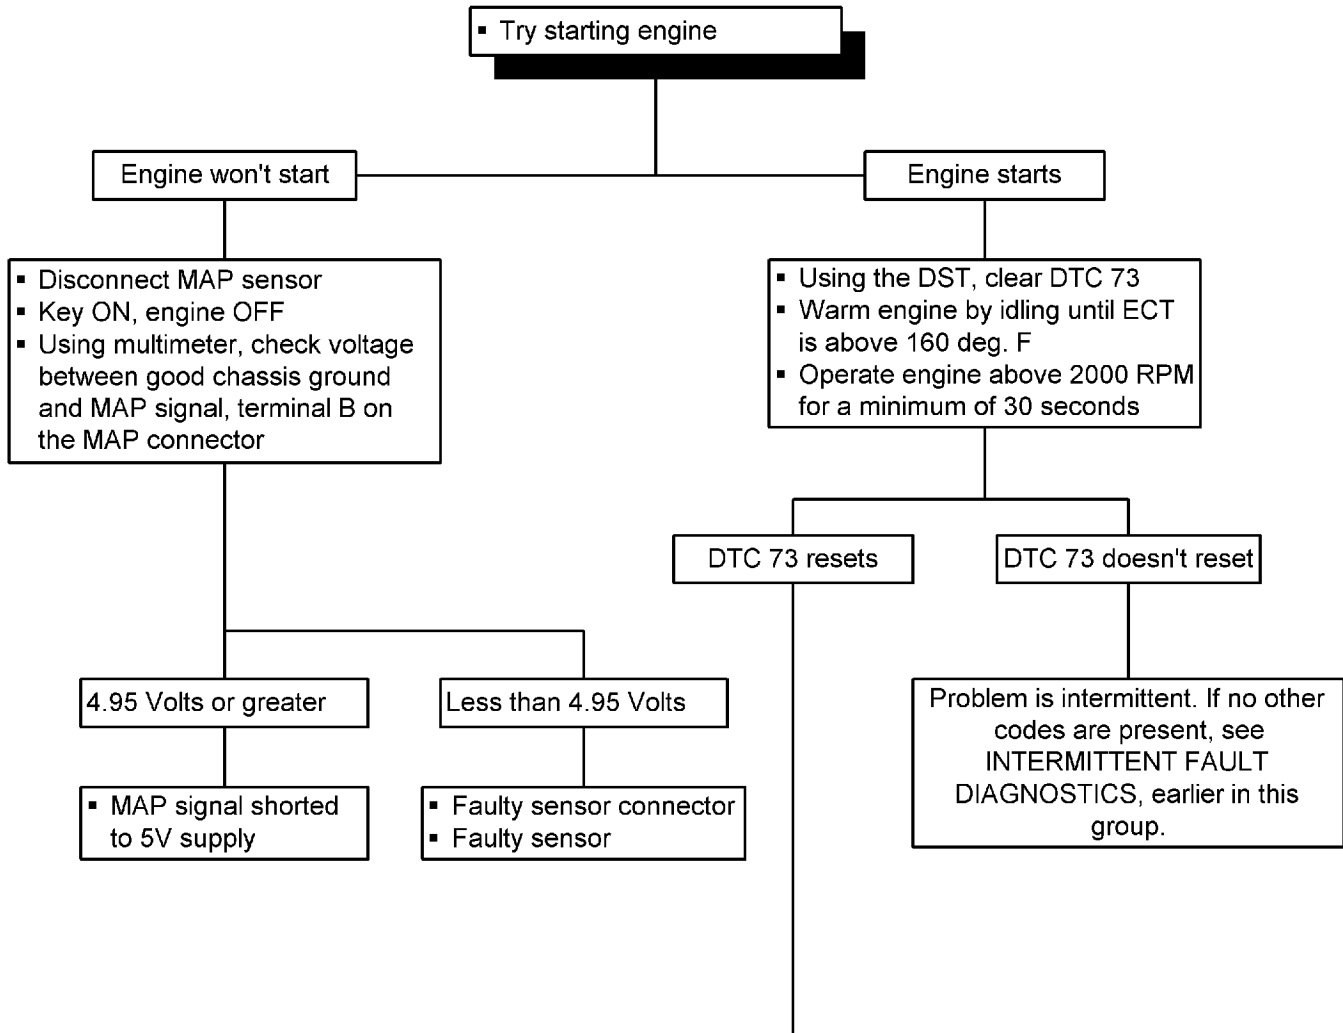 ▪ Try starting engine
Engine won't start
Engine starts
▪ Disconnect MAP sensor
▪ Key ON, engine OFF
▪ Using multimeter, check voltage
between good chassis ground
and MAP signal, terminal B on
the MAP connector
▪ Using the DST, clear DTC 73
▪ Warm engine by idling until ECT
is above 160 deg. F
▪ Operate engine above 2000 RPM
for a minimum of 30 seconds
DTC 73 resets
DTC 73 doesn't reset
4.95 Volts or greater
Less than 4.95 Volts
Problem is intermittent. If no other
codes are present, see
INTERMITTENT FAULT
DIAGNOSTICS, earlier in this
group.
▪ MAP signal shorted
to 5V supply
▪ Faulty sensor connector
▪ Faulty sensor